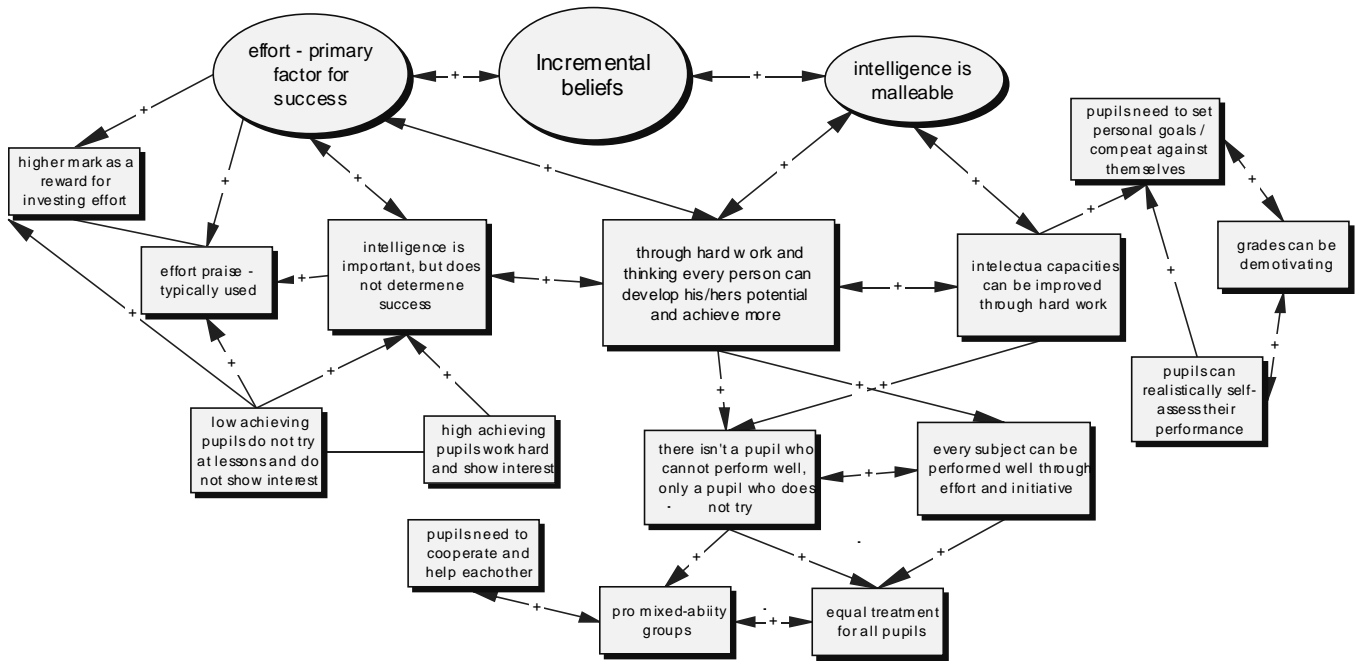 effort - primary
factor for
success
+
Incremental
beliefs
+
intelligence is
malleable
pupils need to set
personal goals /
compeat against
themselves
+
higher mark as a
reward for
investing effort
+
+
+
+
+
+
+
grades can be
demotivating
effort praise -
typically used
+
intelligence is
important, but does
not determene
success
+
through hard work and
thinking every person can
develop his/hers potential
and achieve more
+
intelectua capacities
can be improved
through hard work
+
+
+
+
+
+
+
+
+
pupils can
realistically self-
assess their
performance
low achieving
pupils do not try
at lessons and do
not show interest
high achieving
pupils work hard
and show interest
there isn't a pupil who
cannot perform well,
only a pupil who does
not try
+
every subject can be
performed well through
effort and initiative
pupils need to
cooperate and
help eachother
+
+
+
+
pro mixed-abiity
groups
+
equal treatment
for all pupils